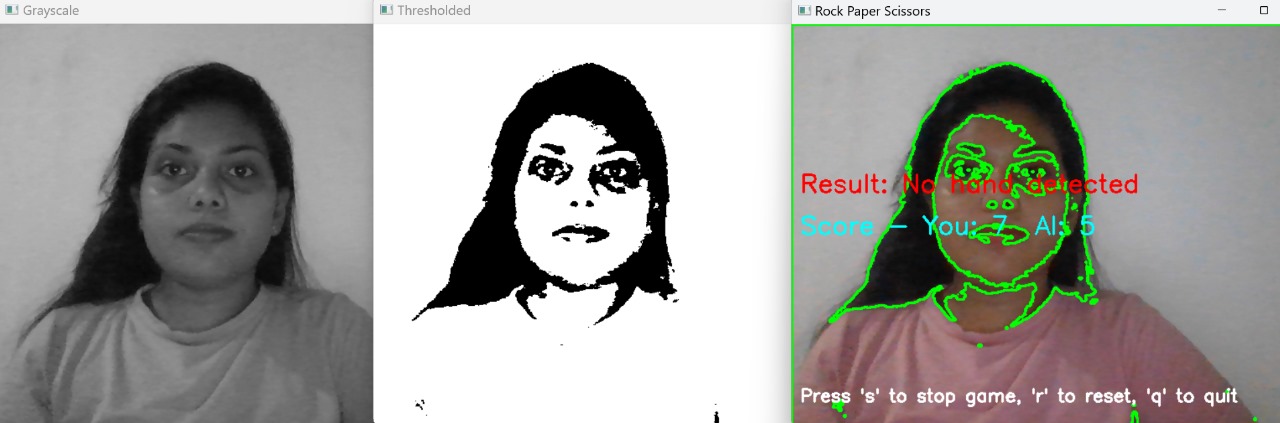 Grayscale
Thresholded
Rock Paper Scissors
Result: No hand detected
Score - You: 7 AI: 5
Press 's' to stop game, 'r' to reset, 'q' to quit